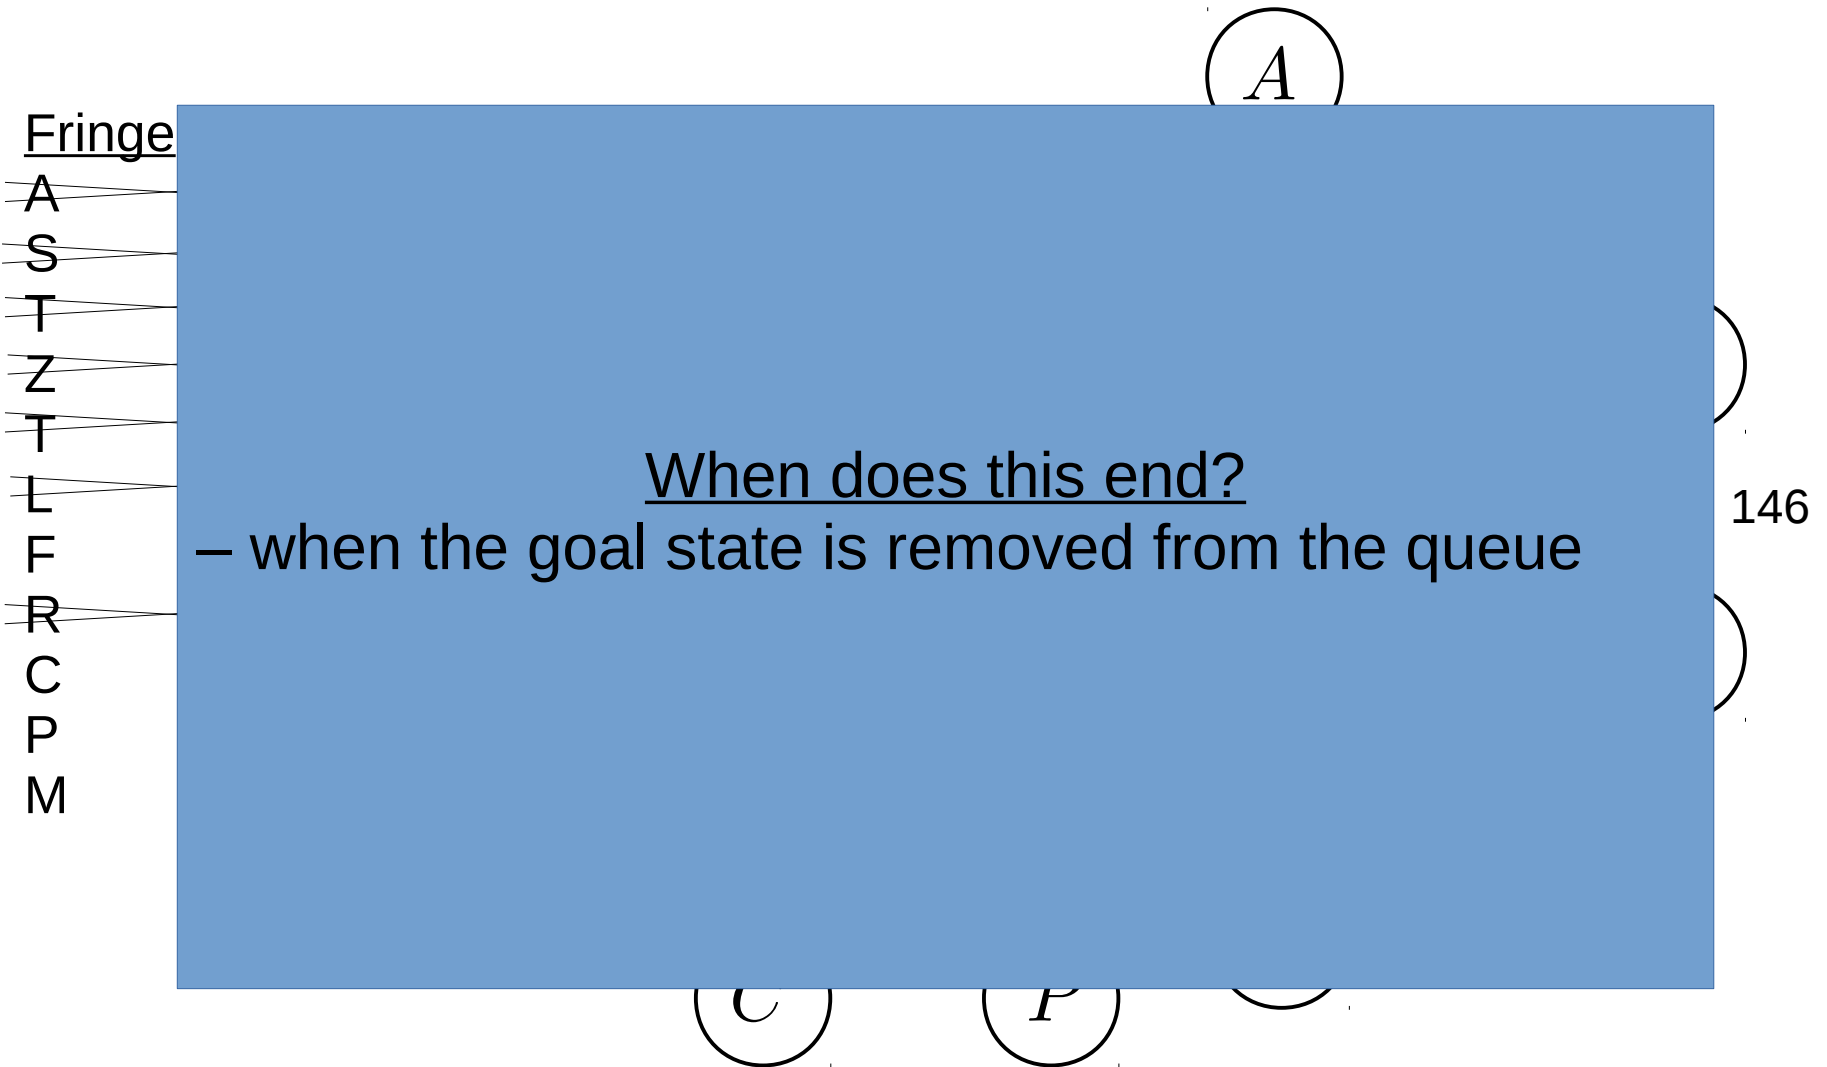 A
Fringe
A
S
T
Z
T
L
F
R
C
P
M
When does this end?
– when the goal state is removed from the queue
146
C
P